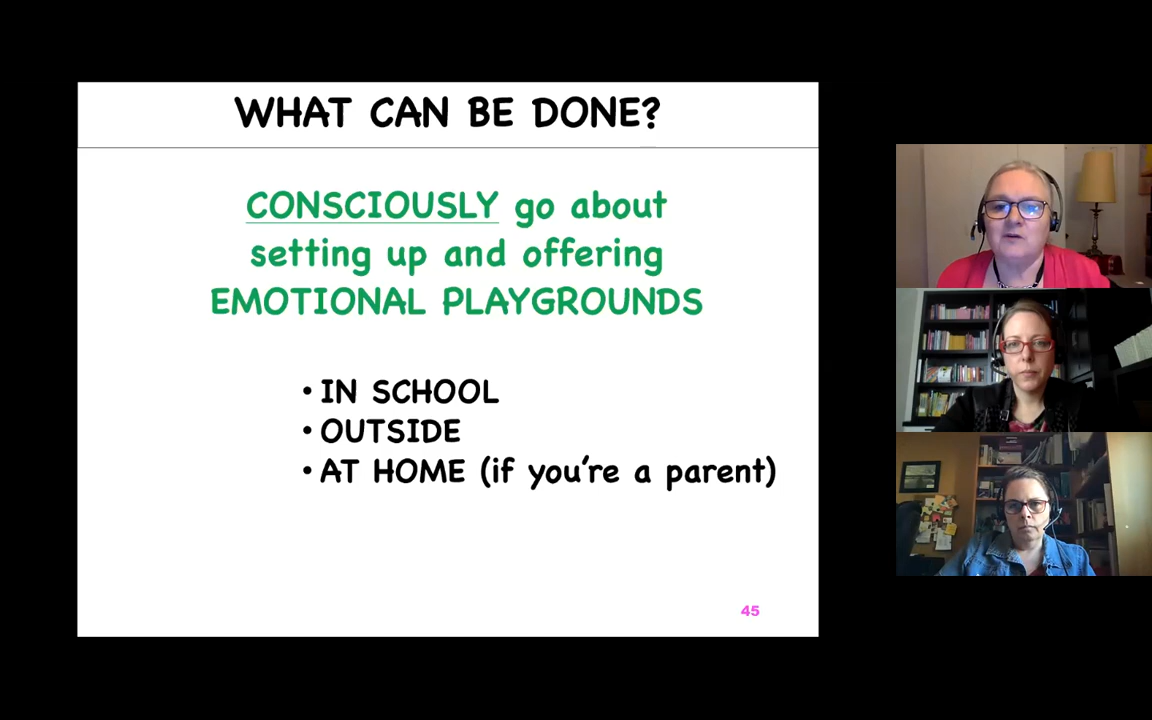 WHAT CAN BE DONE?
CONSCIOUSLY go about
setting up and offering
EMOTIONAL PLAYGROUNDS
• IN SCHOOL
• OUTSIDE
• AT HOME (if you're a parent)
45